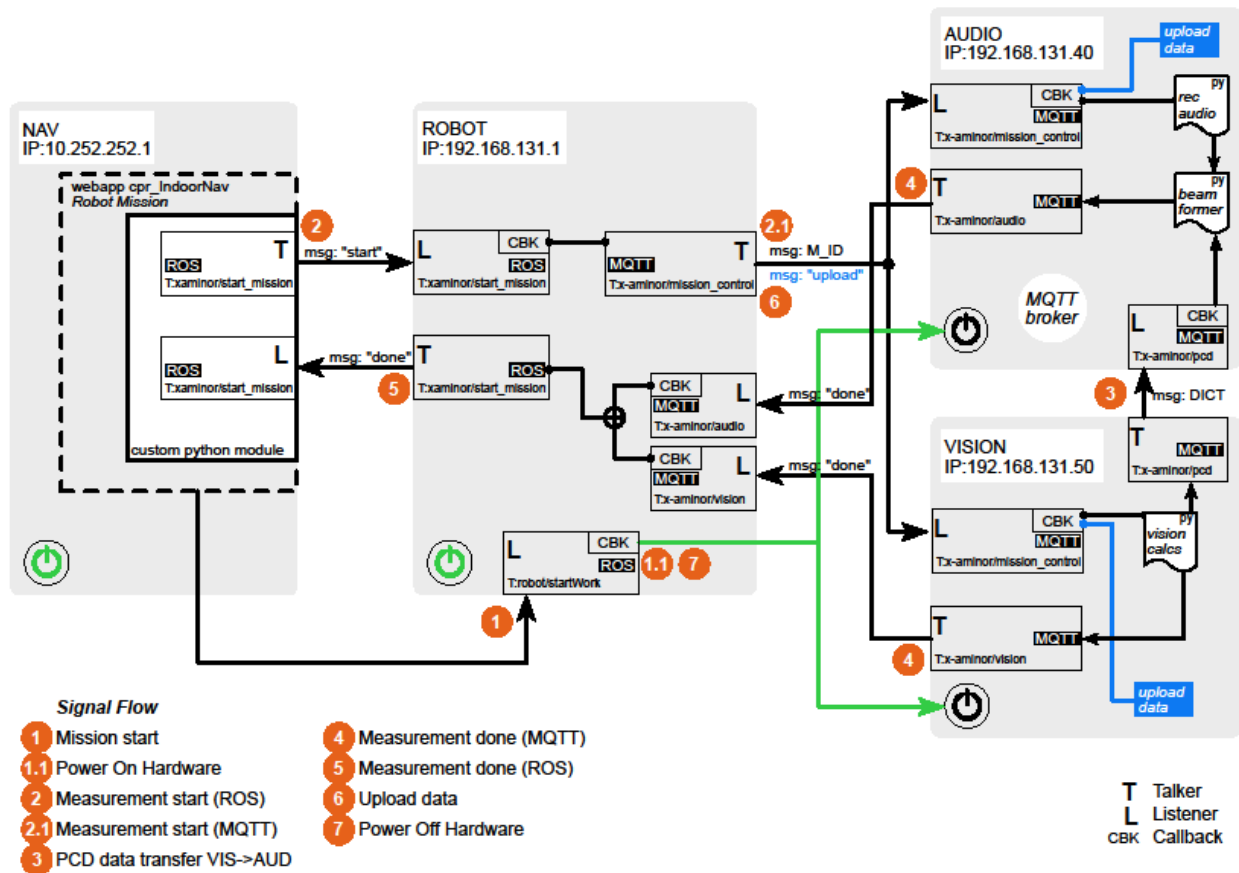 NAV
IP:10.252.252.1
webapp cpr_IndoorNav
Robot Mission
T
ROS
T:xaminor/start_mission
L
ROS
T:xaminor/start_mission
custom python module
2
msg: "start"
msg: "done"
5
ROBOT
IP:192.168.131.1
L
CBK
ROS
T:xaminor/start_mission
MQTT
T
T:x-aminor/mission_control
T
ROS
T:xaminor/start_mission
CBK
MQTT
L
T:x-aminor/audio
CBK
MQTT
L
T:x-aminor/vision
L
CBK
ROS
T:robot/startWork
1
1.1
7
2.1
msg: M_ID
msg: "upload"
6
msg: "done"
msg: "done"
AUDIO
IP:192.168.131.40
upload
data
L
CBK
MQTT
T:x-aminor/mission_control
py
rec
audio
4
T
MQTT
T:x-aminor/audio
py
beam
former
MQTT
broker
L
CBK
MQTT
T:x-aminor/pcd
3
msg: DICT
VISION
IP:192.168.131.50
T
MQTT
T:x-aminor/pcd
L
CBK
MQTT
T:x-aminor/mission_control
py
vision
calcs
T
MQTT
T:x-aminor/vision
4
upload
data
Signal Flow
1 Mission start
1.1 Power On Hardware
2 Measurement start (ROS)
2.1 Measurement start (MQTT)
3 PCD data transfer VIS->AUD
4 Measurement done (MQTT)
5 Measurement done (ROS)
6 Upload data
7 Power Off Hardware
T Talker
L Listener
CBK Callback